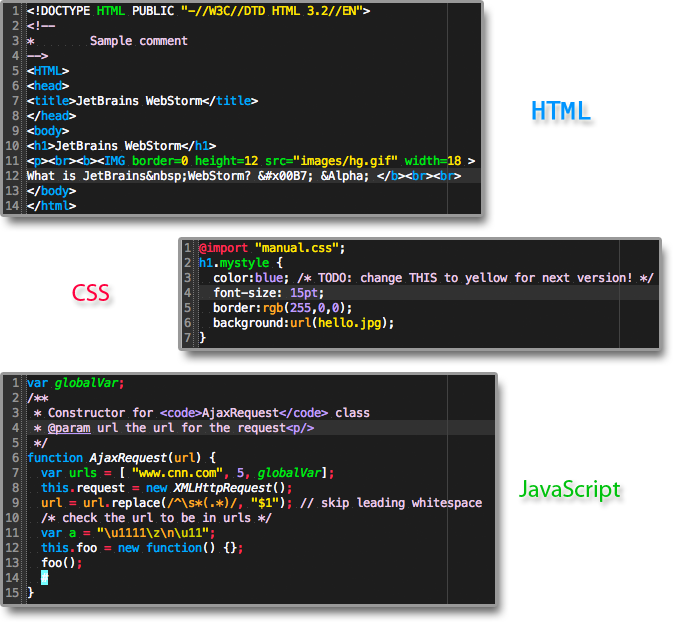 1 <!DOCTYPE HTML PUBLIC "-//W3C//DTD HTML 3.2//EN">
2 <!--
3 *        Sample comment
4 -->
5 <HTML>
6 <head>
7 <title>JetBrains WebStorm</title>
8 </head>
9 <body>
10 <h1>JetBrains WebStorm</h1>
11 <p><br><b><IMG border=0 height=12 src="images/hg.gif" width=18 >
12 What is JetBrains&nbsp;WebStorm? &#x00B7; &Alpha; </b><br><br>
13 </body>
14 </html>
HTML
1 @import "manual.css";
2 h1.mystyle {
3   color:blue; /* TODO: change THIS to yellow for next version! */
4   font-size: 15pt;
5   border:rgb(255,0,0);
6   background:url(hello.jpg);
7 }
CSS
1 var globalVar;
2 /**
3  * Constructor for <code>AjaxRequest</code> class
4  * @param url the url for the request<p/>
5  */
6 function AjaxRequest(url) {
7   var urls = [ "www.cnn.com", 5, globalVar];
8   this.request = new XMLHttpRequest();
9   url = url.replace(/^\s*(.*)/, "$1"); // skip leading whitespace
10   /* check the url to be in urls */
11   var a = "\u1111\z\n\u11";
12   this.foo = new function() {};
13   foo();
14   #
15 }
JavaScript